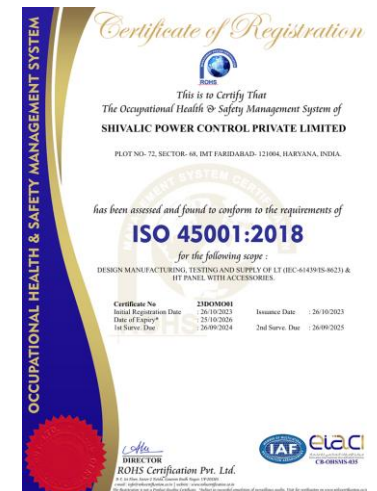 Certificate of Registration
OCCUPATIONAL HEALTH & SAFETY MANAGEMENT SYSTEM
ROHS
This is to Certify That
The Occupational Health & Safety Management System of
SHIVALIC POWER CONTROL PRIVATE LIMITED
PLOT NO- 72, SECTOR- 68, IMT FARIDABAD- 121004, HARYANA, INDIA.
has been assessed and found to conform to the requirements of
ISO 45001:2018
for the following scope :
DESIGN MANUFACTURING, TESTING AND SUPPLY OF LT (IEC-61439/IS-8623) &
HT PANEL WITH ACCESSORIES.
Certificate No 23DOMO01
Initial Registration Date : 26/10/2023 Issuance Date : 26/10/2023
Date of Expiry* : 25/10/2026
1st Surve. Due : 26/09/2024 2nd Surve. Due : 26/09/2025
DIRECTOR
ROHS Certification Pvt. Ltd.
IAF
eiaci
CB-OHSMS-035